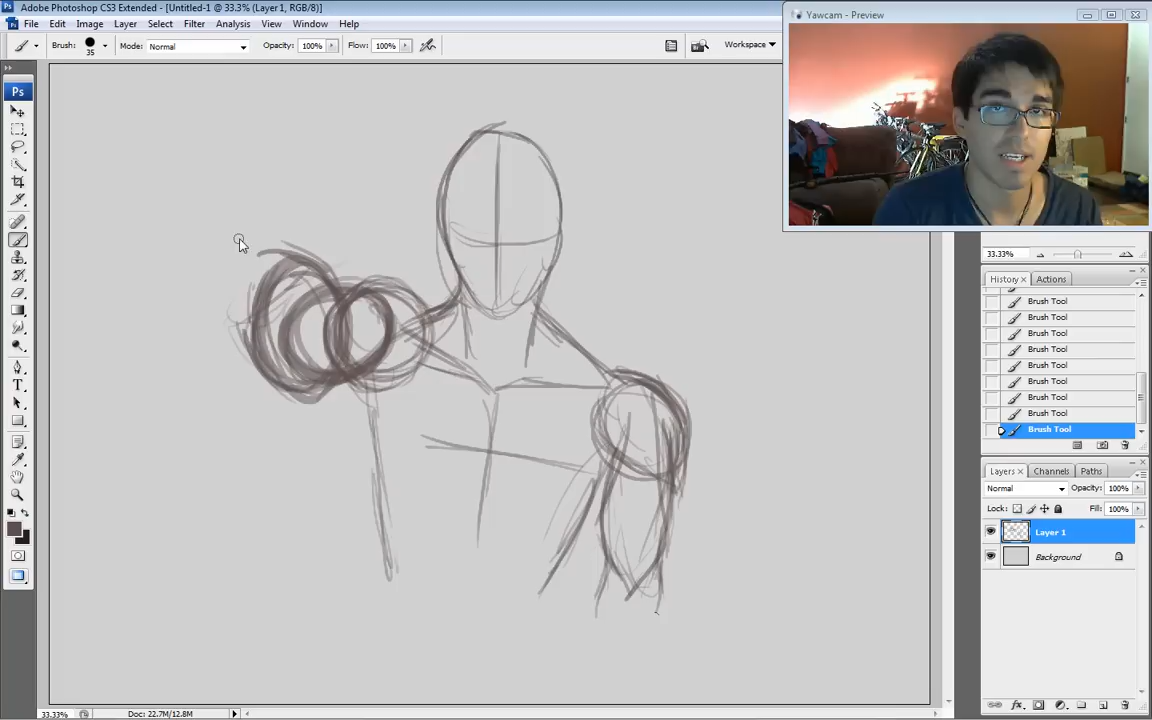 Adobe Photoshop CS3 Extended - [Untitled-1 @ 33.3% (Layer 1, RGB/8)]
File Edit Image Layer Select Filter Analysis View Window Help
Brush: 35 Mode: Normal Opacity: 100% Flow: 100% Workspace
Yawcam - Preview
Ps
T
33.33%
History Actions
Brush Tool
Brush Tool
Brush Tool
Brush Tool
Brush Tool
Brush Tool
Brush Tool
Brush Tool
Brush Tool
Layers Channels Paths
Normal Opacity: 100%
Lock: Fill: 100%
Layer 1
Background
33.33% Doc: 22.7M/12.8M